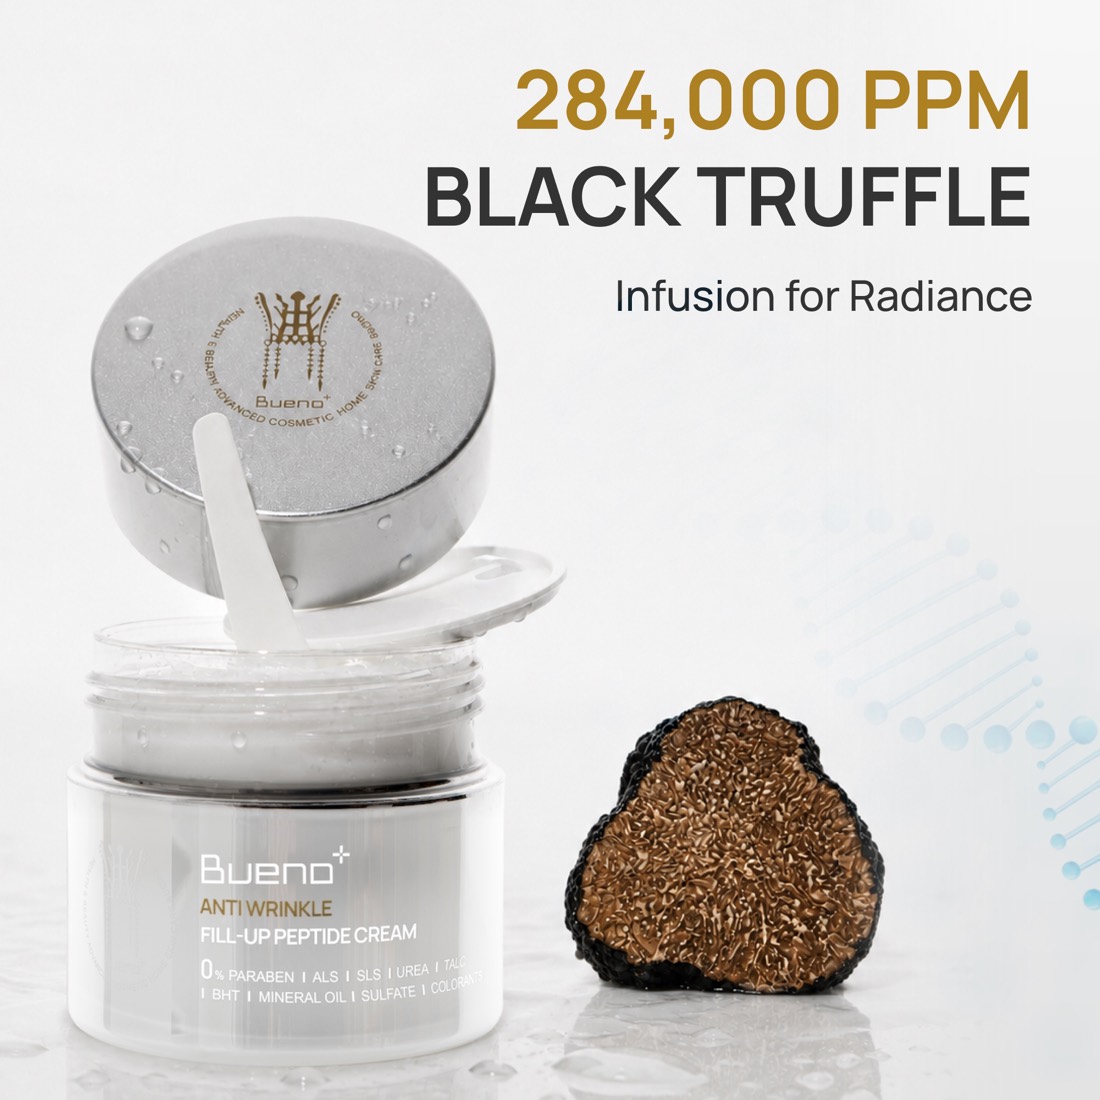 284,000 PPM
BLACK TRUFFLE
Infusion for Radiance
Bueno+
ADVANCED COSMETIC HOME SKIN CARE
Bueno+
ANTI WRINKLE
FILL-UP PEPTIDE CREAM
0% PARABEN I ALS I SLS I UREA I TALC
I BHT I MINERAL OIL I SULFATE I COLORANT